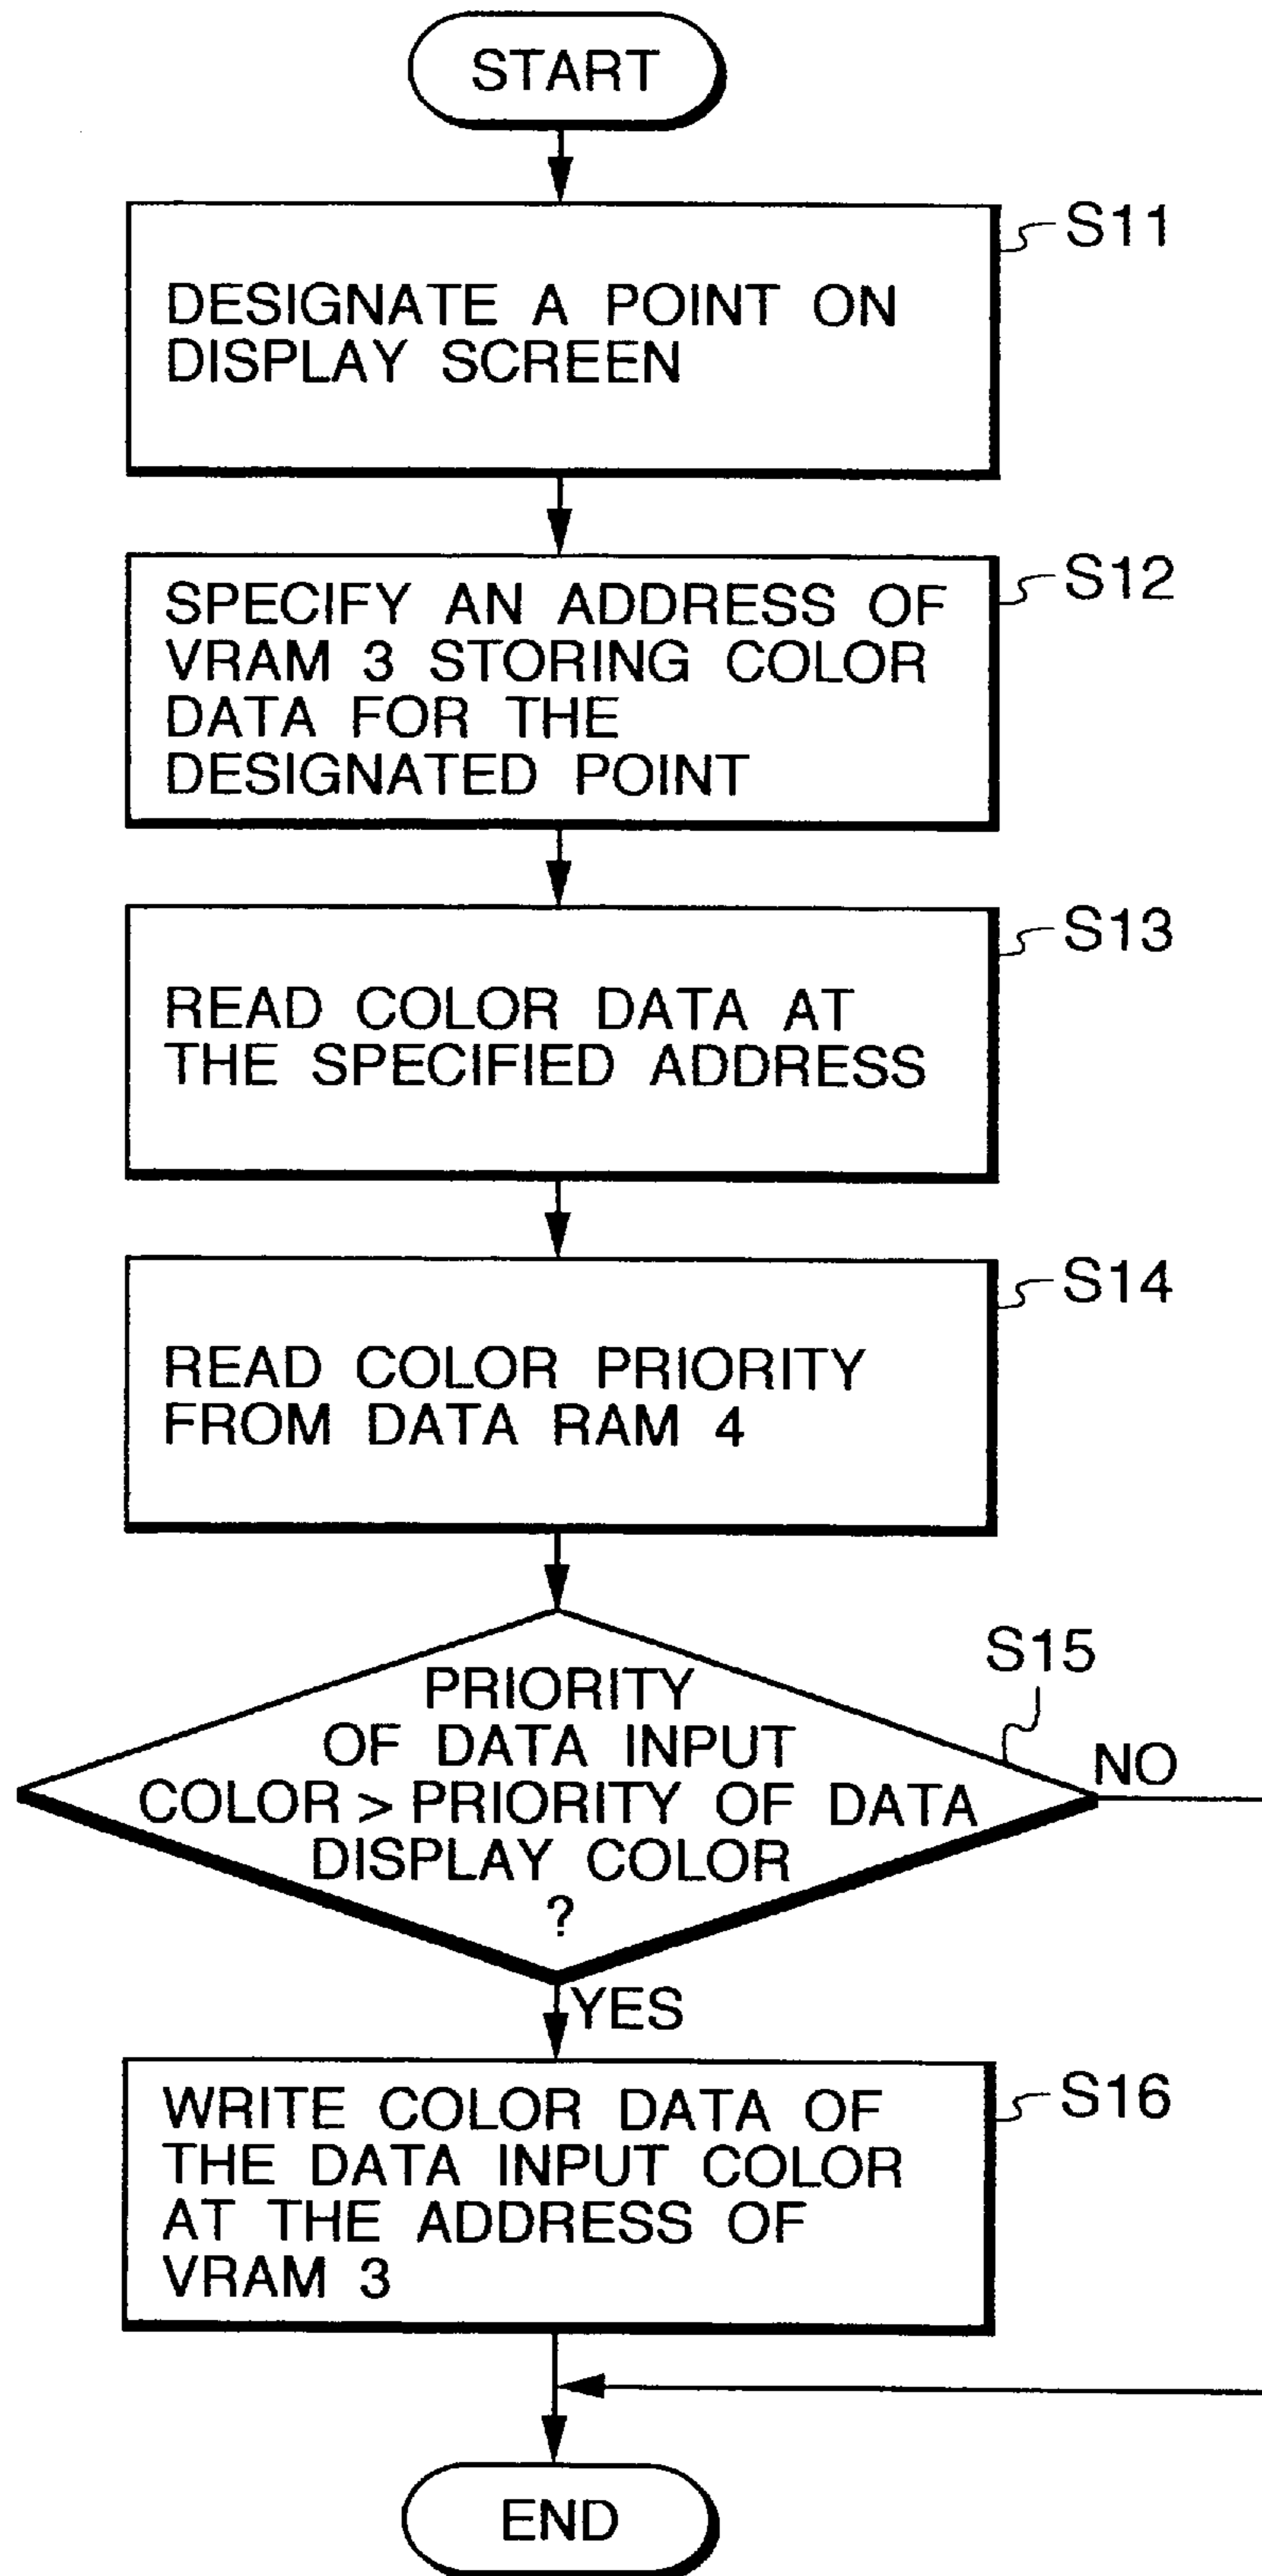 START
S11
DESIGNATE A POINT ON
DISPLAY SCREEN
S12
SPECIFY AN ADDRESS OF
VRAM 3 STORING COLOR
DATA FOR THE
DESIGNATED POINT
S13
READ COLOR DATA AT
THE SPECIFIED ADDRESS
S14
READ COLOR PRIORITY
FROM DATA RAM 4
S15
PRIORITY
OF DATA INPUT
COLOR > PRIORITY OF DATA
DISPLAY COLOR
?
NO
YES
S16
WRITE COLOR DATA OF
THE DATA INPUT COLOR
AT THE ADDRESS OF
VRAM 3
END